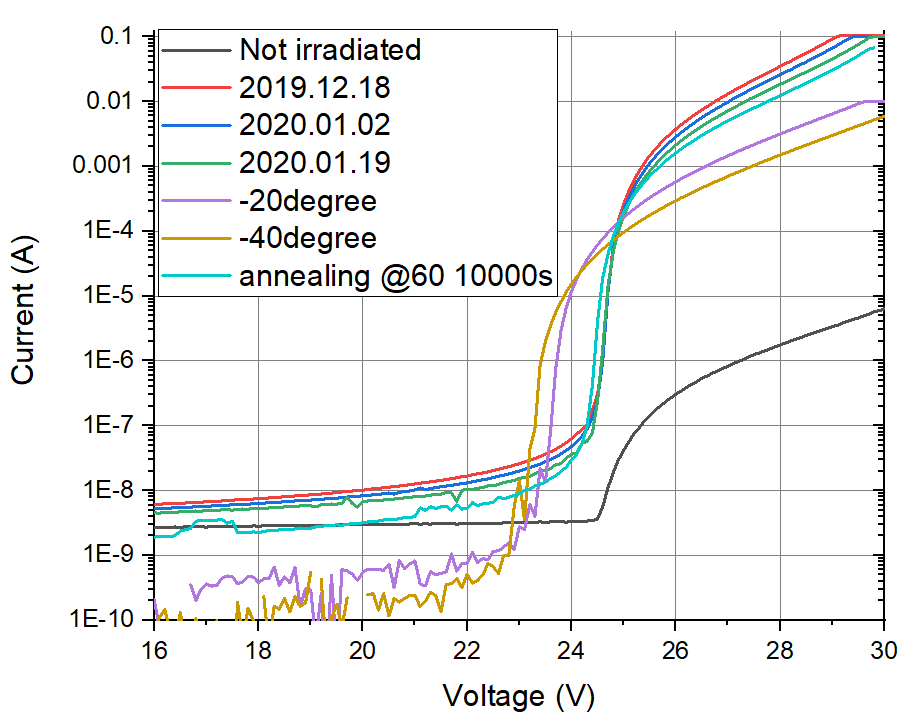 Not irradiated
2019.12.18
2020.01.02
2020.01.19
-20degree
-40degree
annealing @60 10000s
0.1
0.01
0.001
1E-4
1E-5
1E-6
1E-7
1E-8
1E-9
1E-10
Current (A)
16 18 20 22 24 26 28 30
Voltage (V)